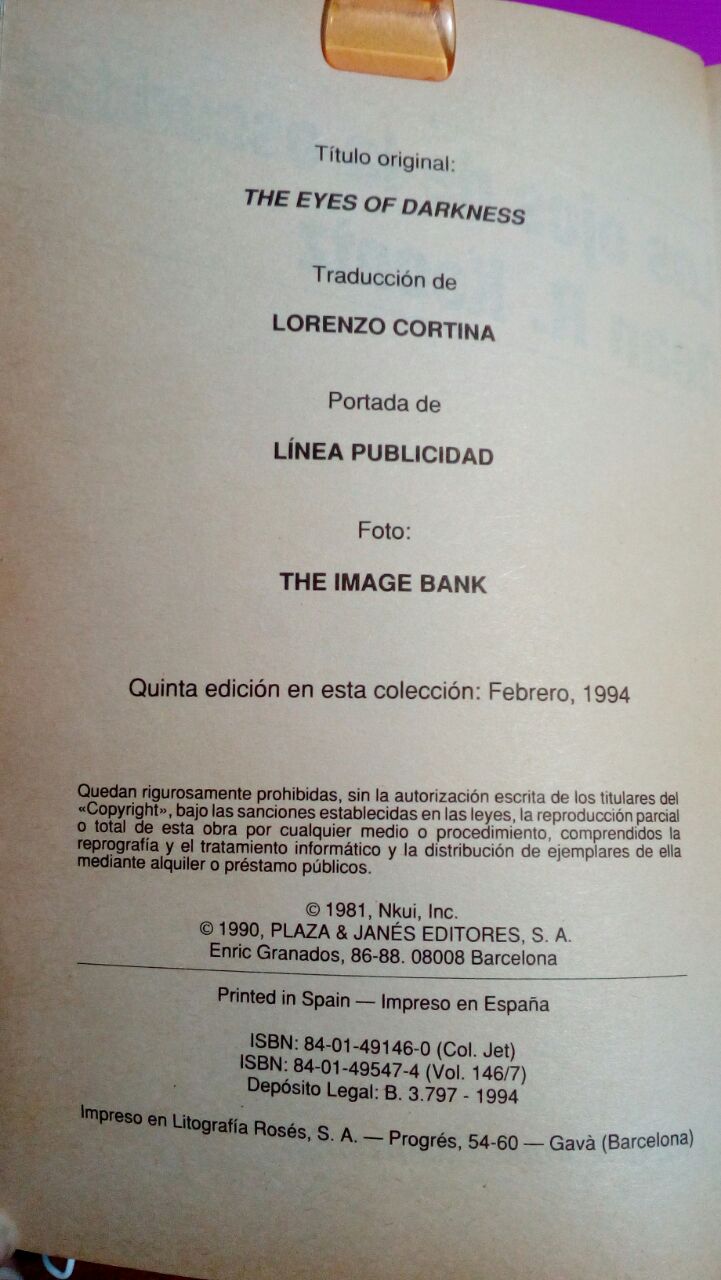 Título original:
THE EYES OF DARKNESS
Traducción de
LORENZO CORTINA
Portada de
LÍNEA PUBLICIDAD
Foto:
THE IMAGE BANK
Quinta edición en esta colección: Febrero, 1994
Quedan rigurosamente prohibidas, sin la autorización escrita de los titulares del
«Copyright», bajo las sanciones establecidas en las leyes, la reproducción parcial
o total de esta obra por cualquier medio o procedimiento, comprendidos la
reprografía y el tratamiento informático y la distribución de ejemplares de ella
mediante alquiler o préstamo públicos.
© 1981, Nkui, Inc.
© 1990, PLAZA & JANÉS EDITORES, S. A.
Enric Granados, 86-88. 08008 Barcelona
Printed in Spain — Impreso en España
ISBN: 84-01-49146-0 (Col. Jet)
ISBN: 84-01-49547-4 (Vol. 146/7)
Depósito Legal: B. 3.797 - 1994
Impreso en Litografía Rosés, S. A. — Progrés, 54-60 — Gavà (Barcelona)